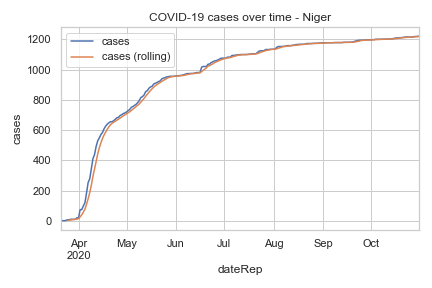 COVID-19 cases over time - Niger
cases
cases (rolling)
1200
1000
800
600
400
200
0
cases
Apr
2020
May
Jun
Jul
Aug
Sep
Oct
dateRep